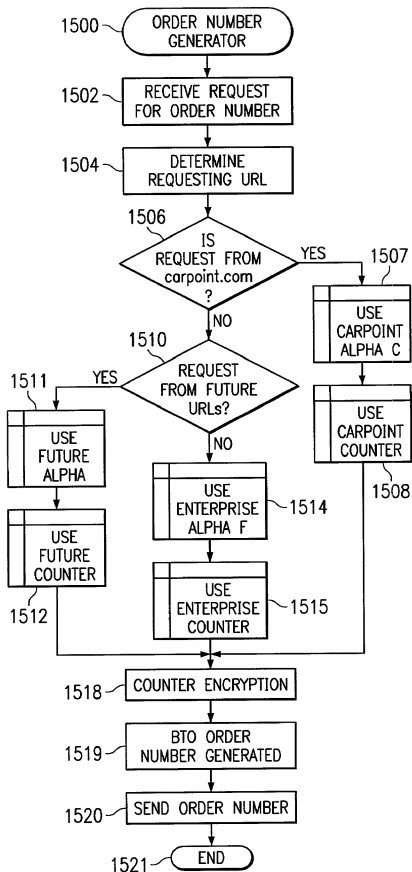 1500
ORDER NUMBER
GENERATOR
1502
RECEIVE REQUEST
FOR ORDER NUMBER
1504
DETERMINE
REQUESTING URL
1506
IS
REQUEST FROM
carpoint.com
?
YES
1507
USE
CARPOINT
ALPHA C
NO
1510
REQUEST
FROM FUTURE
URLs?
YES
1511
USE
FUTURE
ALPHA
NO
USE
CARPOINT
COUNTER
1508
USE
ENTERPRISE
ALPHA F
1514
USE
FUTURE
COUNTER
1512
USE
ENTERPRISE
COUNTER
1515
1518
COUNTER ENCRYPTION
1519
BTO ORDER
NUMBER GENERATED
1520
SEND ORDER NUMBER
1521
END